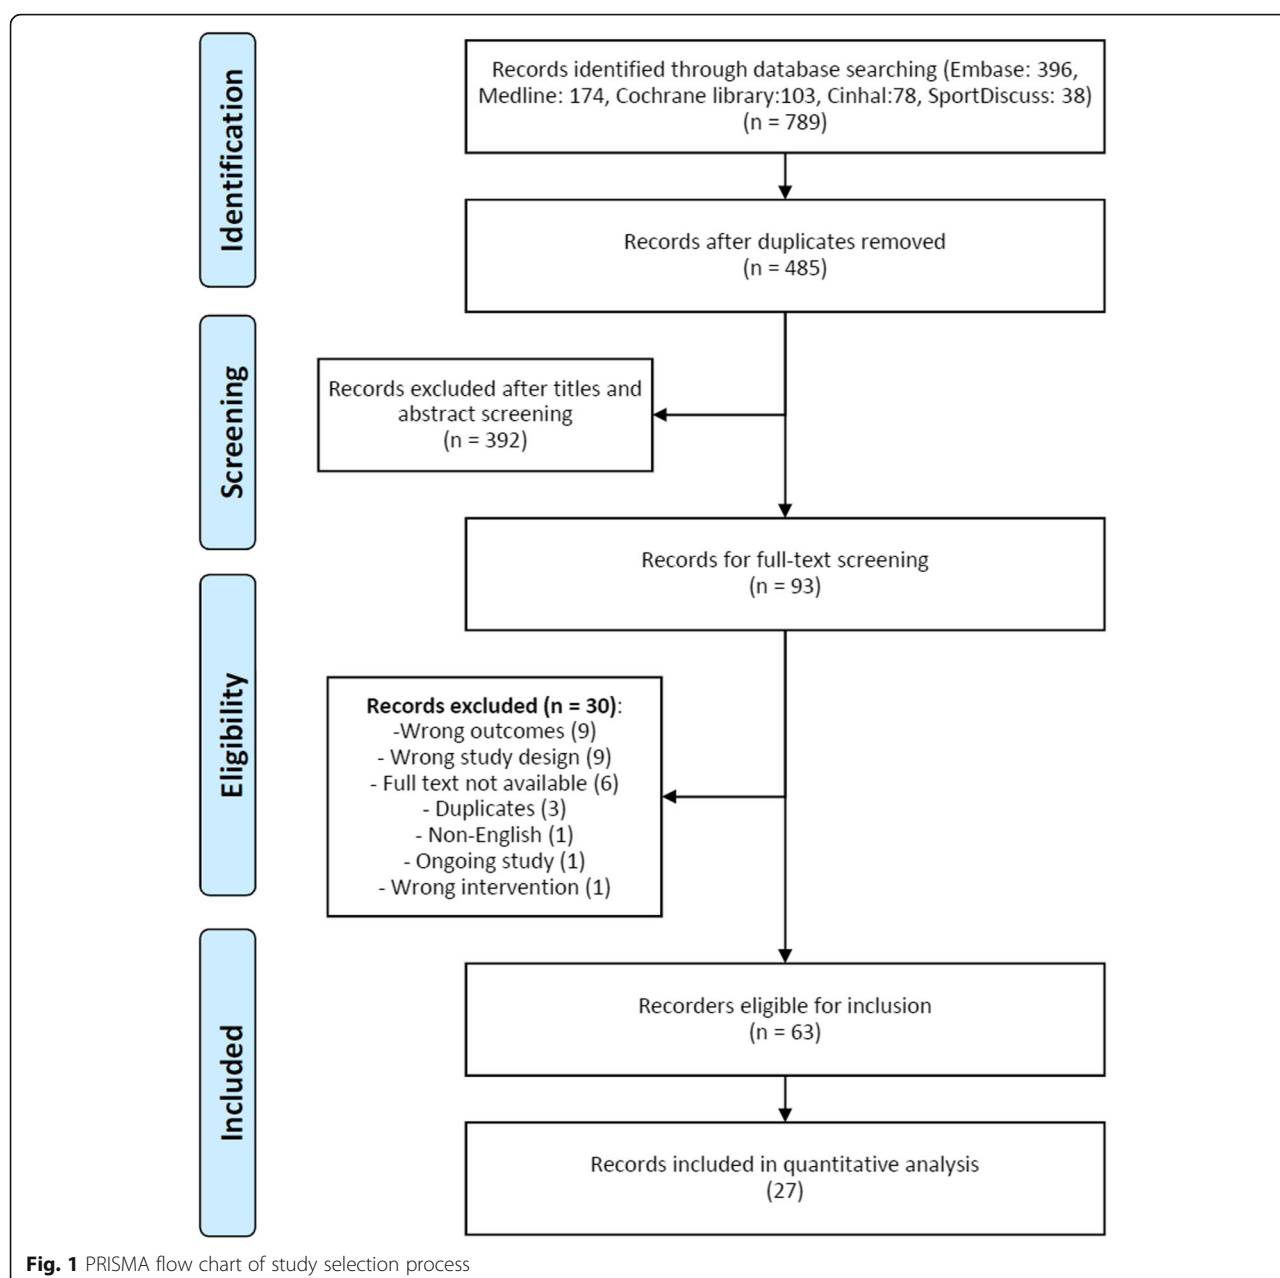 Identification
Records identified through database searching (Embase: 396,
Medline: 174, Cochrane library:103, Cinhal:78, SportDiscuss: 38)
(n = 789)
Records after duplicates removed
(n = 485)
Screening
Records excluded after titles and
abstract screening
(n = 392)
Records for full-text screening
(n = 93)
Eligibility
Records excluded (n = 30):
-Wrong outcomes (9)
- Wrong study design (9)
- Full text not available (6)
- Duplicates (3)
- Non-English (1)
- Ongoing study (1)
- Wrong intervention (1)
Included
Recorders eligible for inclusion
(n = 63)
Records included in quantitative analysis
(27)
Fig. 1 PRISMA flow chart of study selection process